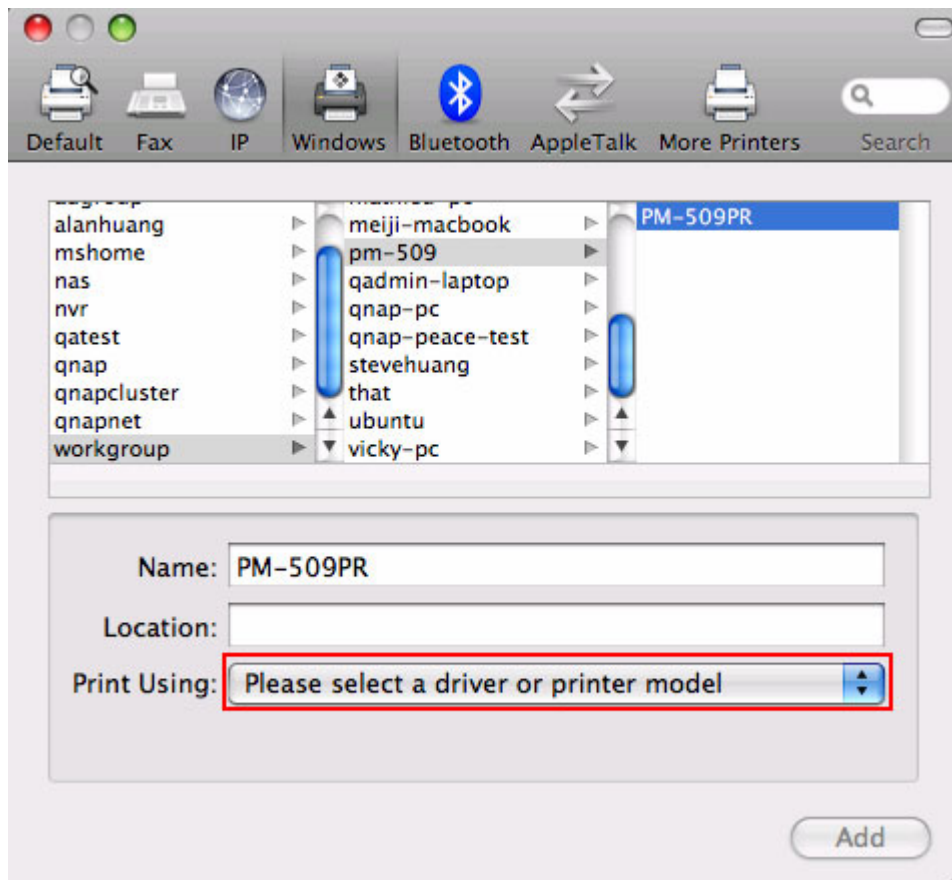 Default Fax IP Windows Bluetooth AppleTalk More Printers Search
alanhuang
mshome
nas
nvr
qatest
qnap
qnapcluster
qnapnet
workgroup
meiji-macbook
pm-509
qadmin-laptop
qnap-pc
qnap-peace-test
stevehuang
that
ubuntu
vicky-pc
PM-509PR
Name: PM-509PR
Location:
Print Using: Please select a driver or printer model
Add